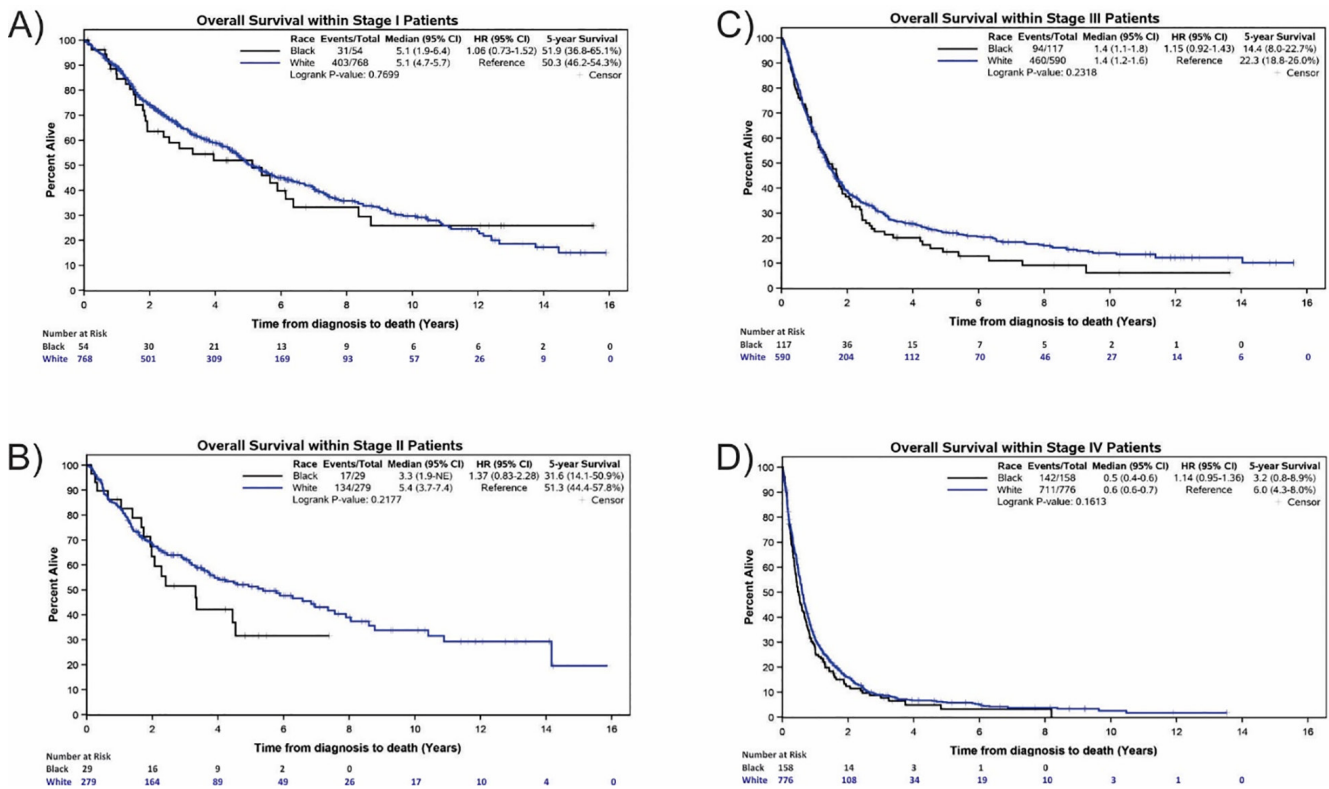 A)
Overall Survival within Stage I Patients
Race Events/Total Median (95% CI) HR (95% CI) 5-year Survival
Black 31/54 5.1 (1.9-6.4) 1.06 (0.73-1.52) 51.9 (36.8-65.1%)
White 403/768 5.1 (4.7-5.7) Reference 50.3 (46.2-54.3%)
Logrank P-value: 0.7699 + Censor
100
90
80
70
60
50
40
30
20
10
0
Percent Alive
0 2 4 6 8 10 12 14 16
Time from diagnosis to death (Years)
Number at Risk
Black 54 30 21 13 9 6 6 2 0
White 768 501 309 169 93 57 26 9 0
B)
Overall Survival within Stage II Patients
Race Events/Total Median (95% CI) HR (95% CI) 5-year Survival
Black 17/29 3.3 (1.9-NE) 1.37 (0.83-2.28) 31.6 (14.1-50.9%)
White 134/279 5.4 (3.7-7.4) Reference 51.3 (44.4-57.8%)
Logrank P-value: 0.2177 + Censor
100
90
80
70
60
50
40
30
20
10
0
Percent Alive
0 2 4 6 8 10 12 14 16
Time from diagnosis to death (Years)
Number at Risk
Black 29 16 9 2 0
White 279 164 89 49 26 17 10 4 0
C)
Overall Survival within Stage III Patients
Race Events/Total Median (95% CI) HR (95% CI) 5-year Survival
Black 94/117 1.4 (1.1-1.8) 1.15 (0.92-1.43) 14.4 (8.0-22.7%)
White 460/590 1.4 (1.2-1.6) Reference 22.3 (18.8-26.0%)
Logrank P-value: 0.2318 + Censor
100
90
80
70
60
50
40
30
20
10
0
Percent Alive
0 2 4 6 8 10 12 14 16
Time from diagnosis to death (Years)
Number at Risk
Black 117 36 15 7 5 2 1 0
White 590 204 112 70 46 27 14 6 0
D)
Overall Survival within Stage IV Patients
Race Events/Total Median (95% CI) HR (95% CI) 5-year Survival
Black 142/158 0.5 (0.4-0.6) 1.14 (0.95-1.36) 3.2 (0.8-8.9%)
White 711/776 0.6 (0.6-0.7) Reference 6.0 (4.3-8.0%)
Logrank P-value: 0.1613 + Censor
100
90
80
70
60
50
40
30
20
10
0
Percent Alive
0 2 4 6 8 10 12 14 16
Time from diagnosis to death (Years)
Number at Risk
Black 158 14 3 1 0
White 776 108 34 19 10 3 1 0